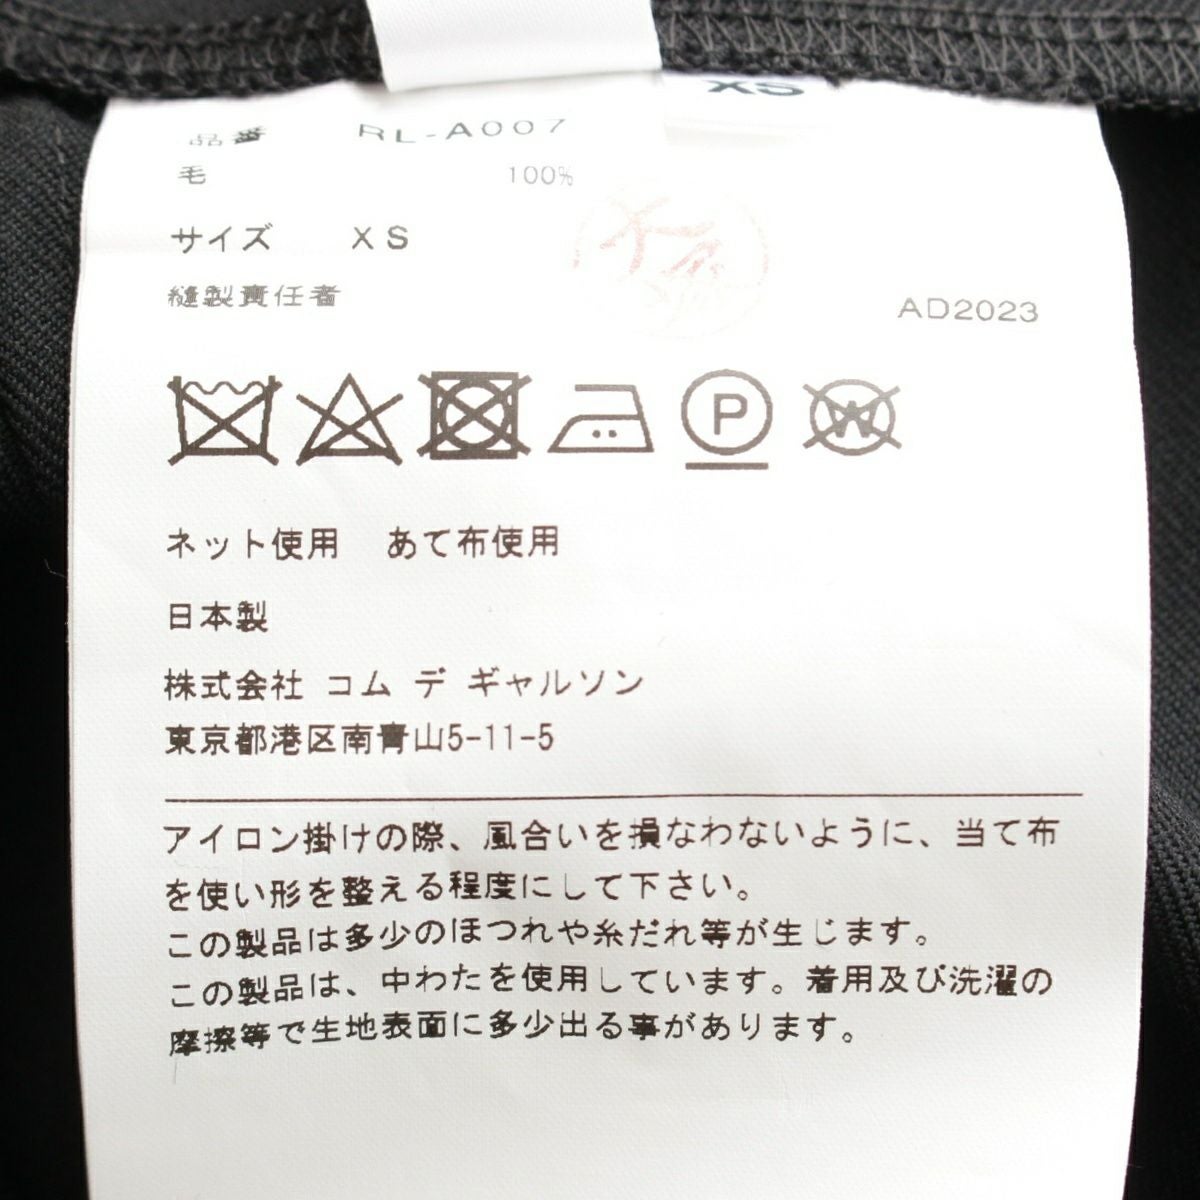 XS
品番 RL-A007
毛 100%
サイズ XS
縫製責任者
AD2023
P
W
ネット使用 あて布使用
日本製
株式会社 コム デ ギャルソン
東京都港区南青山5-11-5
アイロン掛けの際、風合いを損なわないように、当て布
を使い形を整える程度にして下さい。
この製品は多少のほつれや糸だれ等が生じます。
この製品は、中わたを使用しています。着用及び洗濯の
摩擦等で生地表面に多少出る事があります。